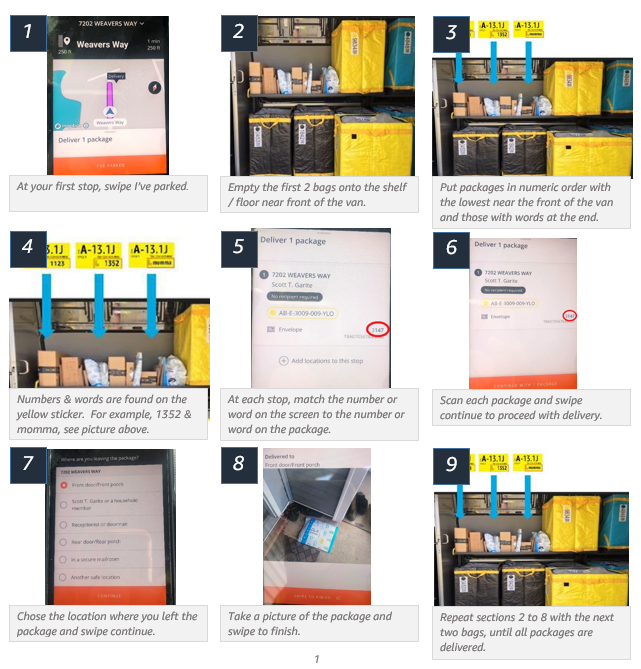 1
7202 WEAVERS WAY
Weavers Way
1 min
250 ft
250 ft
Delivery
Weavers Way
Deliver 1 package
I'VE PARKED
At your first stop, swipe I've parked.
2
Empty the first 2 bags onto the shelf
/ floor near front of the van.
3
A-13.1J
A-13.1J
1352
Put packages in numeric order with
the lowest near the front of the van
and those with words at the end.
4
3.1J
1123
A-13.1J
1352
A-13.1J
momma
Numbers & words are found on the
yellow sticker. For example, 1352 &
momma, see picture above.
5
Deliver 1 package
1 7202 WEAVERS WAY
Scott T. Garite
No recipient required
AB-E-3009-009-YLO
Envelope
3147
Add locations to this stop
At each stop, match the number or
word on the screen to the number or
word on the package.
6
Deliver 1 package
1 7202 WEAVERS WAY
Scott T. Garite
No recipient required
AB-E-3009-009-YLO
Envelope
3147
Scan each package and swipe
continue to proceed with delivery.
7
Where are you leaving the package?
7202 WEAVERS WAY
Front door/Front porch
Scott T. Garite or a household
member
Receptionist or doorman
Rear door/Rear porch
In a secure mailroom
Another safe location
CONTINUE
Chose the location where you left the
package and swipe continue.
8
Delivered to
Front door/Front porch
SWIPE TO FINISH
Take a picture of the package and
swipe to finish.
9
A-13.1J
1352
A-13.1J
Repeat sections 2 to 8 with the next
two bags, until all packages are
delivered.
1